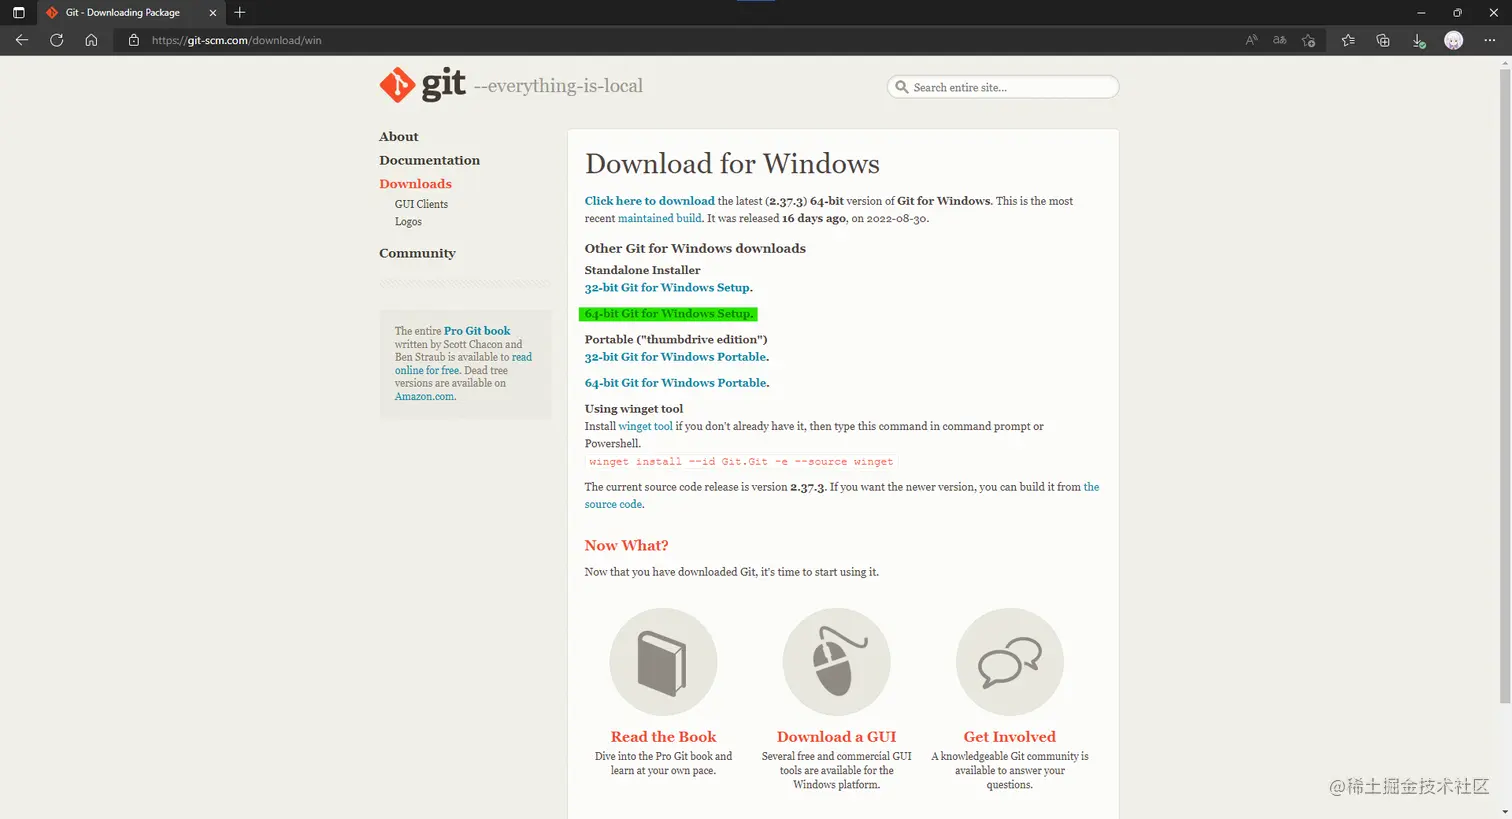 Git - Downloading Package
https://git-scm.com/download/win
git --everything-is-local
Search entire site...
About
Documentation
Downloads
GUI Clients
Logos
Community
The entire Pro Git book
written by Scott Chacon and
Ben Straub is available to read
online for free. Dead tree
versions are available on
Amazon.com.
Download for Windows
Click here to download the latest (2.37.3) 64-bit version of Git for Windows. This is the most
recent maintained build. It was released 16 days ago, on 2022-08-30.
Other Git for Windows downloads
Standalone Installer
32-bit Git for Windows Setup.
64-bit Git for Windows Setup.
Portable ("thumbdrive edition")
32-bit Git for Windows Portable.
64-bit Git for Windows Portable.
Using winget tool
Install winget tool if you don't already have it, then type this command in command prompt or
Powershell.
winget install --id Git.Git -e --source winget
The current source code release is version 2.37.3. If you want the newer version, you can build it from the
source code.
Now What?
Now that you have downloaded Git, it's time to start using it.
Read the Book
Dive into the Pro Git book and
learn at your own pace.
Download a GUI
Several free and commercial GUI
tools are available for the
Windows platform.
Get Involved
A knowledgeable Git community is
available to answer your
questions.
@稀土掘金技术社区